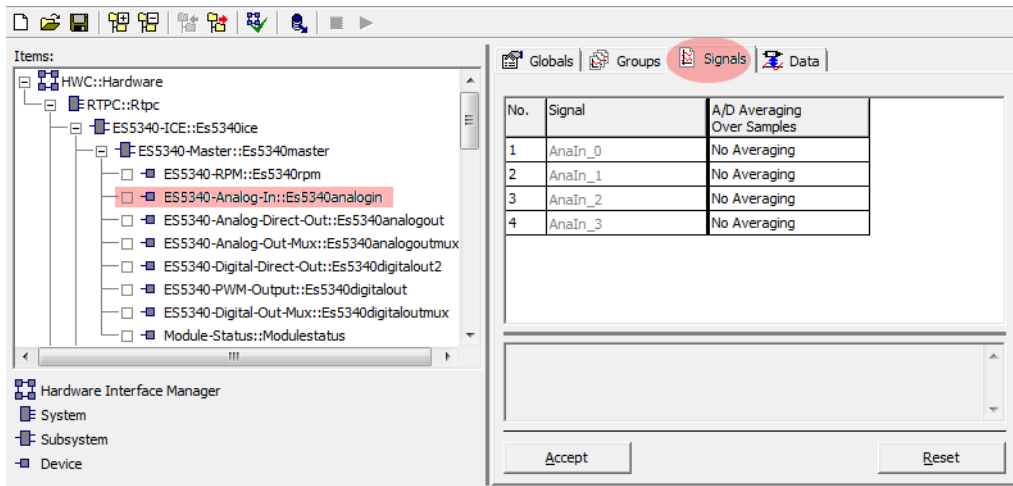 Items:
HWC::Hardware
RTPC::Rtpc
ES5340-ICE::Es5340ice
ES5340-Master::Es5340master
ES5340-RPM::Es5340rpm
ES5340-Analog-In::Es5340analogin
ES5340-Analog-Direct-Out::Es5340analogout
ES5340-Analog-Out-Mux::Es5340analogoutmux
ES5340-Digital-Direct-Out::Es5340digitalout2
ES5340-PWM-Output::Es5340digitalout
ES5340-Digital-Out-Mux::Es5340digitaloutmux
Module-Status::Modulestatus
Hardware Interface Manager
System
Subsystem
Device
Globals Groups Signals Data
No. Signal A/D Averaging
Over Samples
1 AnaIn_0 No Averaging
2 AnaIn_1 No Averaging
3 AnaIn_2 No Averaging
4 AnaIn_3 No Averaging
Accept Reset